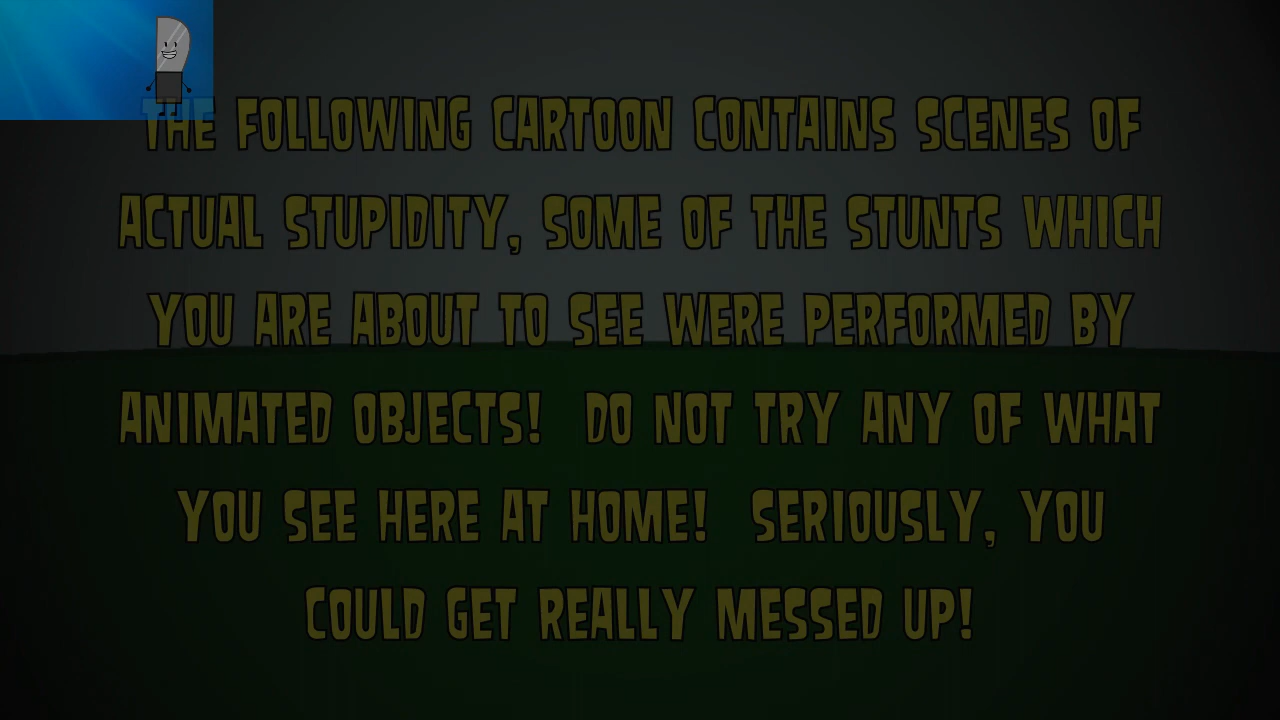 THE FOLLOWING CARTOON CONTAINS SCENES OF
ACTUAL STUPIDITY, SOME OF THE STUNTS WHICH
YOU ARE ABOUT TO SEE WERE PERFORMED BY
ANIMATED OBJECTS! DO NOT TRY ANY OF WHAT
YOU SEE HERE AT HOME! SERIOUSLY, YOU
COULD GET REALLY MESSED UP!